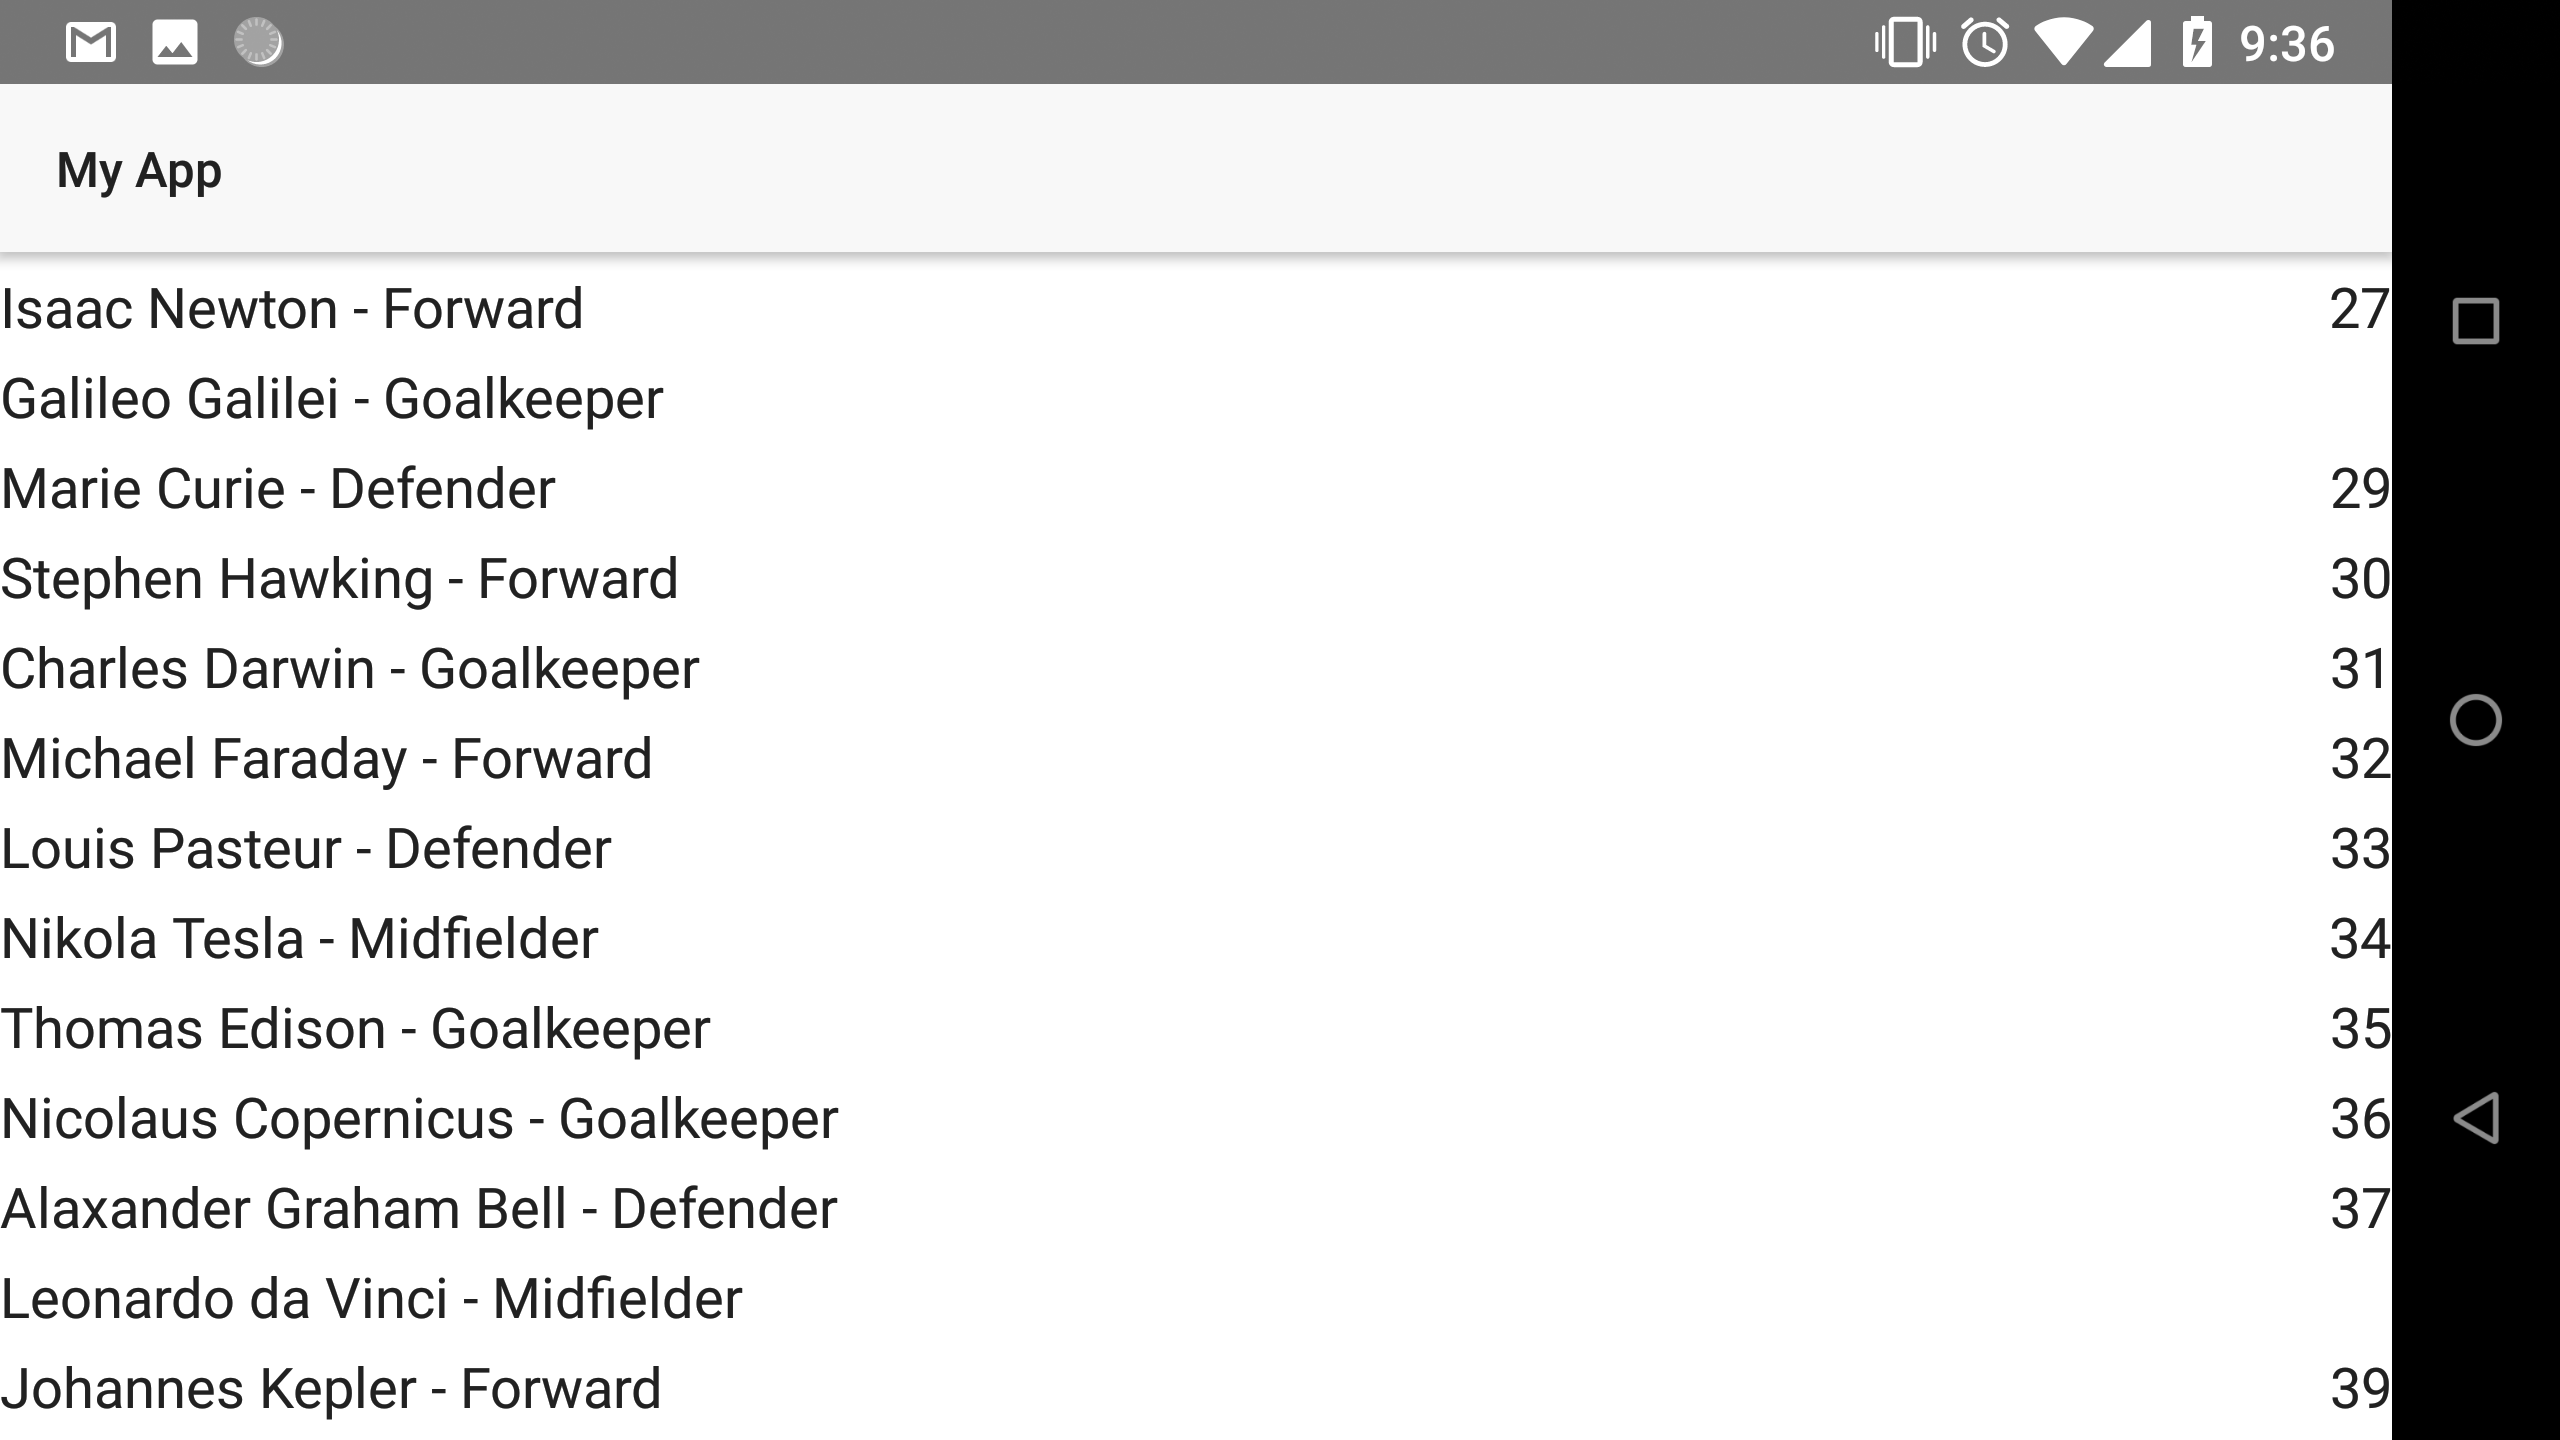 9:36
My App
Isaac Newton - Forward 27
Galileo Galilei - Goalkeeper
Marie Curie - Defender 29
Stephen Hawking - Forward 30
Charles Darwin - Goalkeeper 31
Michael Faraday - Forward 32
Louis Pasteur - Defender 33
Nikola Tesla - Midfielder 34
Thomas Edison - Goalkeeper 35
Nicolaus Copernicus - Goalkeeper 36
Alaxander Graham Bell - Defender 37
Leonardo da Vinci - Midfielder
Johannes Kepler - Forward 39